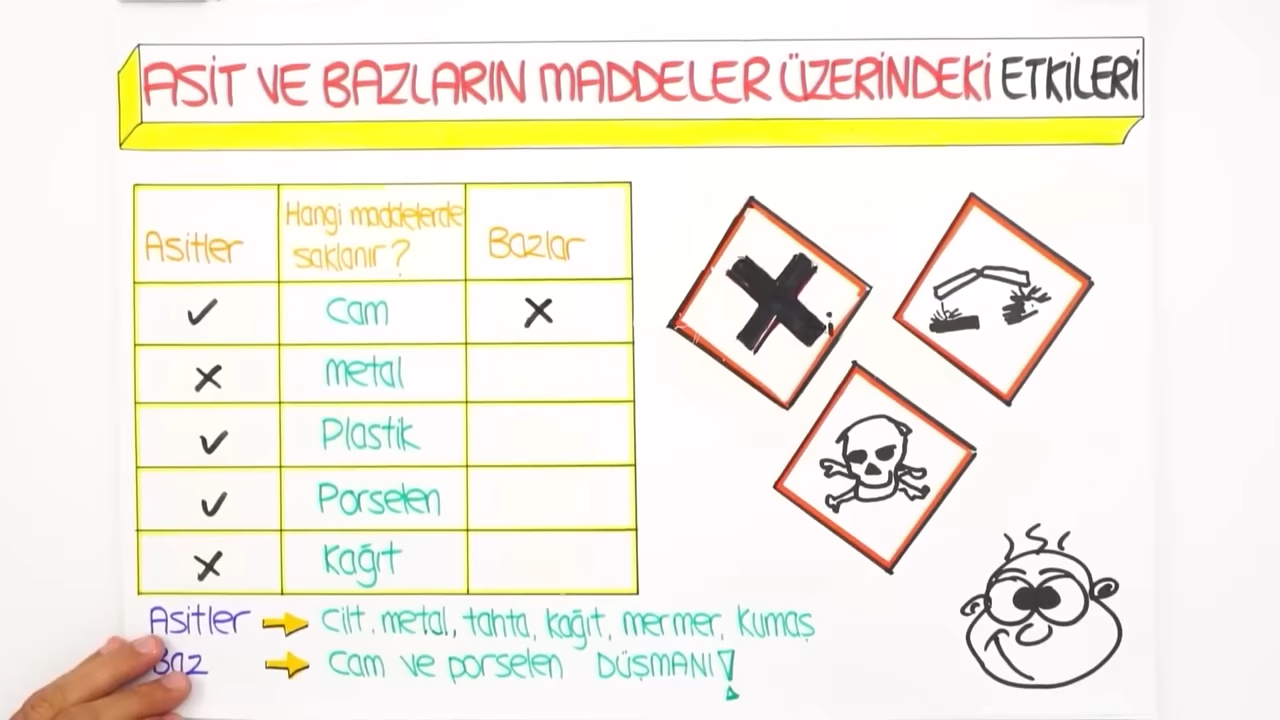 ASİT VE BAZLARIN MADDELER ÜZERİNDEKİ ETKİLERİ
Asitler
Hangi maddelerde
saklanır?
Bazlar
✓ Cam ✕
✕ metal
✓ Plastik
✓ Porselen
✕ Kağıt
Asitler → Cilt. metal, tahta, kağıt, mermer, kumaş
Baz → Cam ve porselen DÜŞMANI!
i